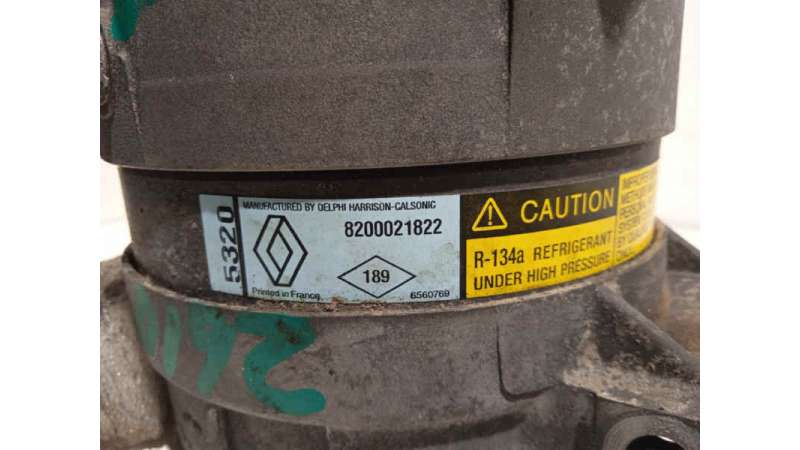 5320
MANUFACTURED BY DELPHI HARRISON-CALSONIC
8200021822
189
Printed in France
6560769
CAUTION
R-134a REFRIGERANT
UNDER HIGH PRESSURE